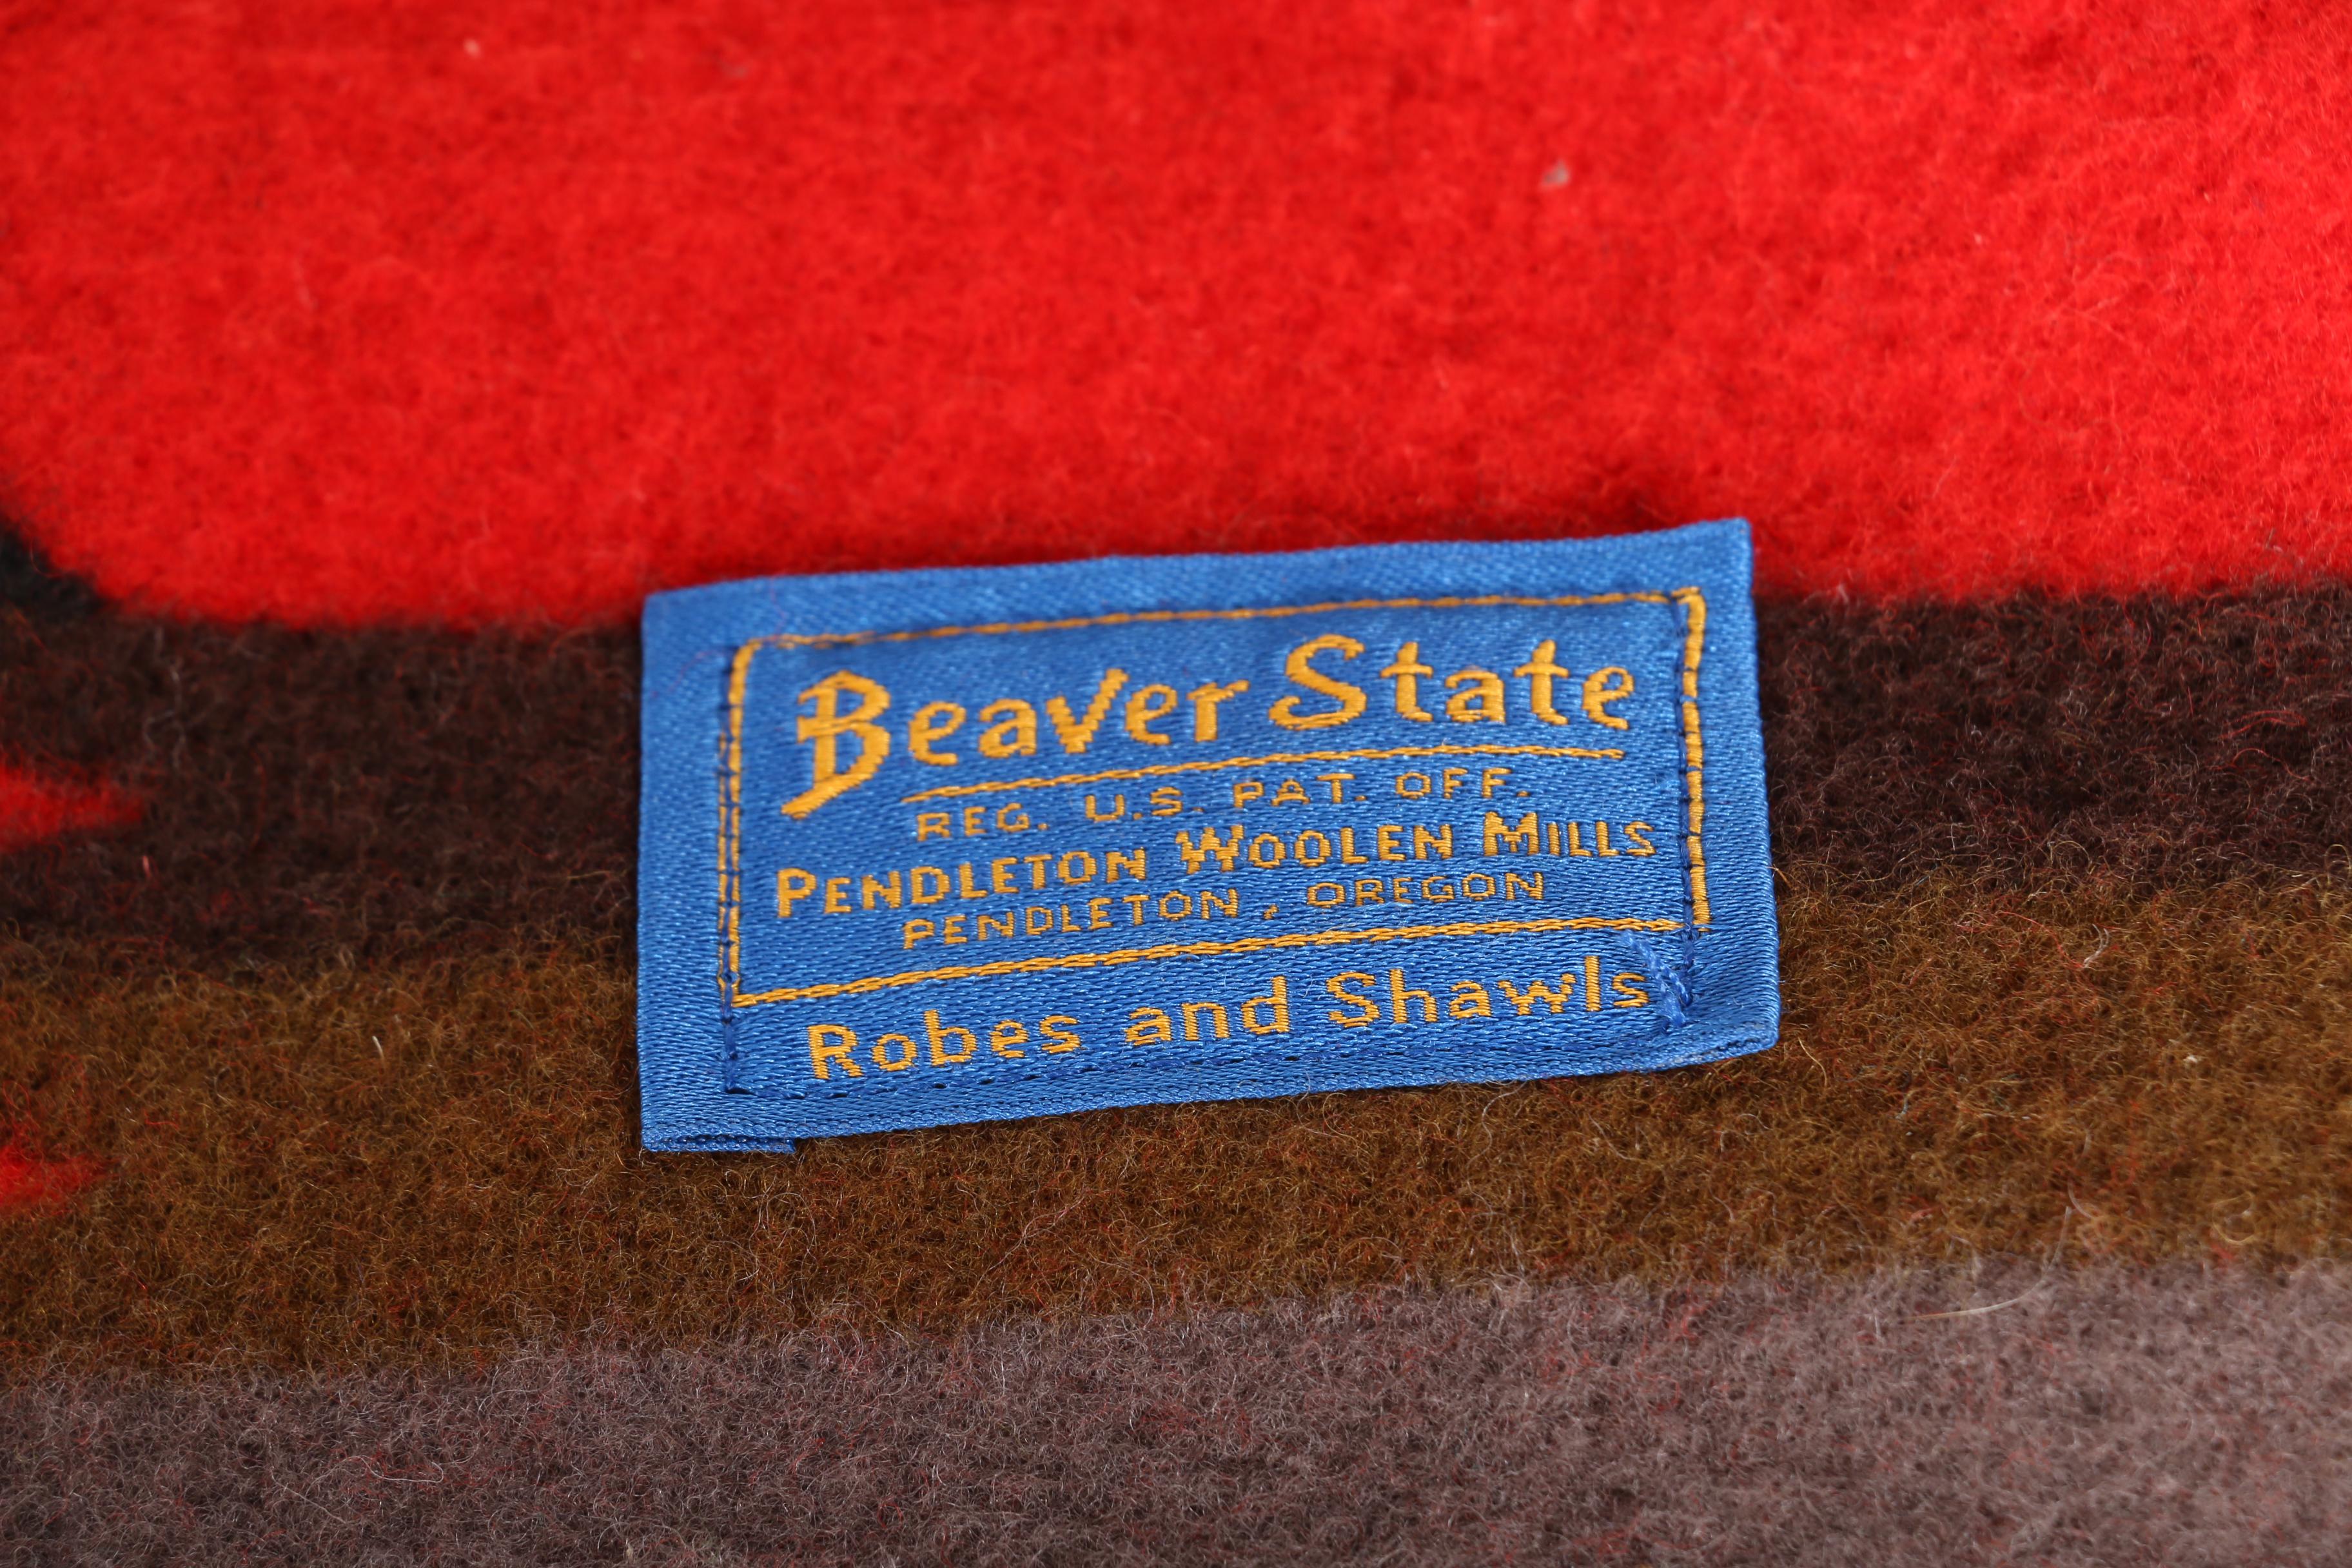 Beaver State
REG. U.S. PAT. OFF.
PENDLETON WOOLEN MILLS
PENDLETON, OREGON
Robes and Shawls